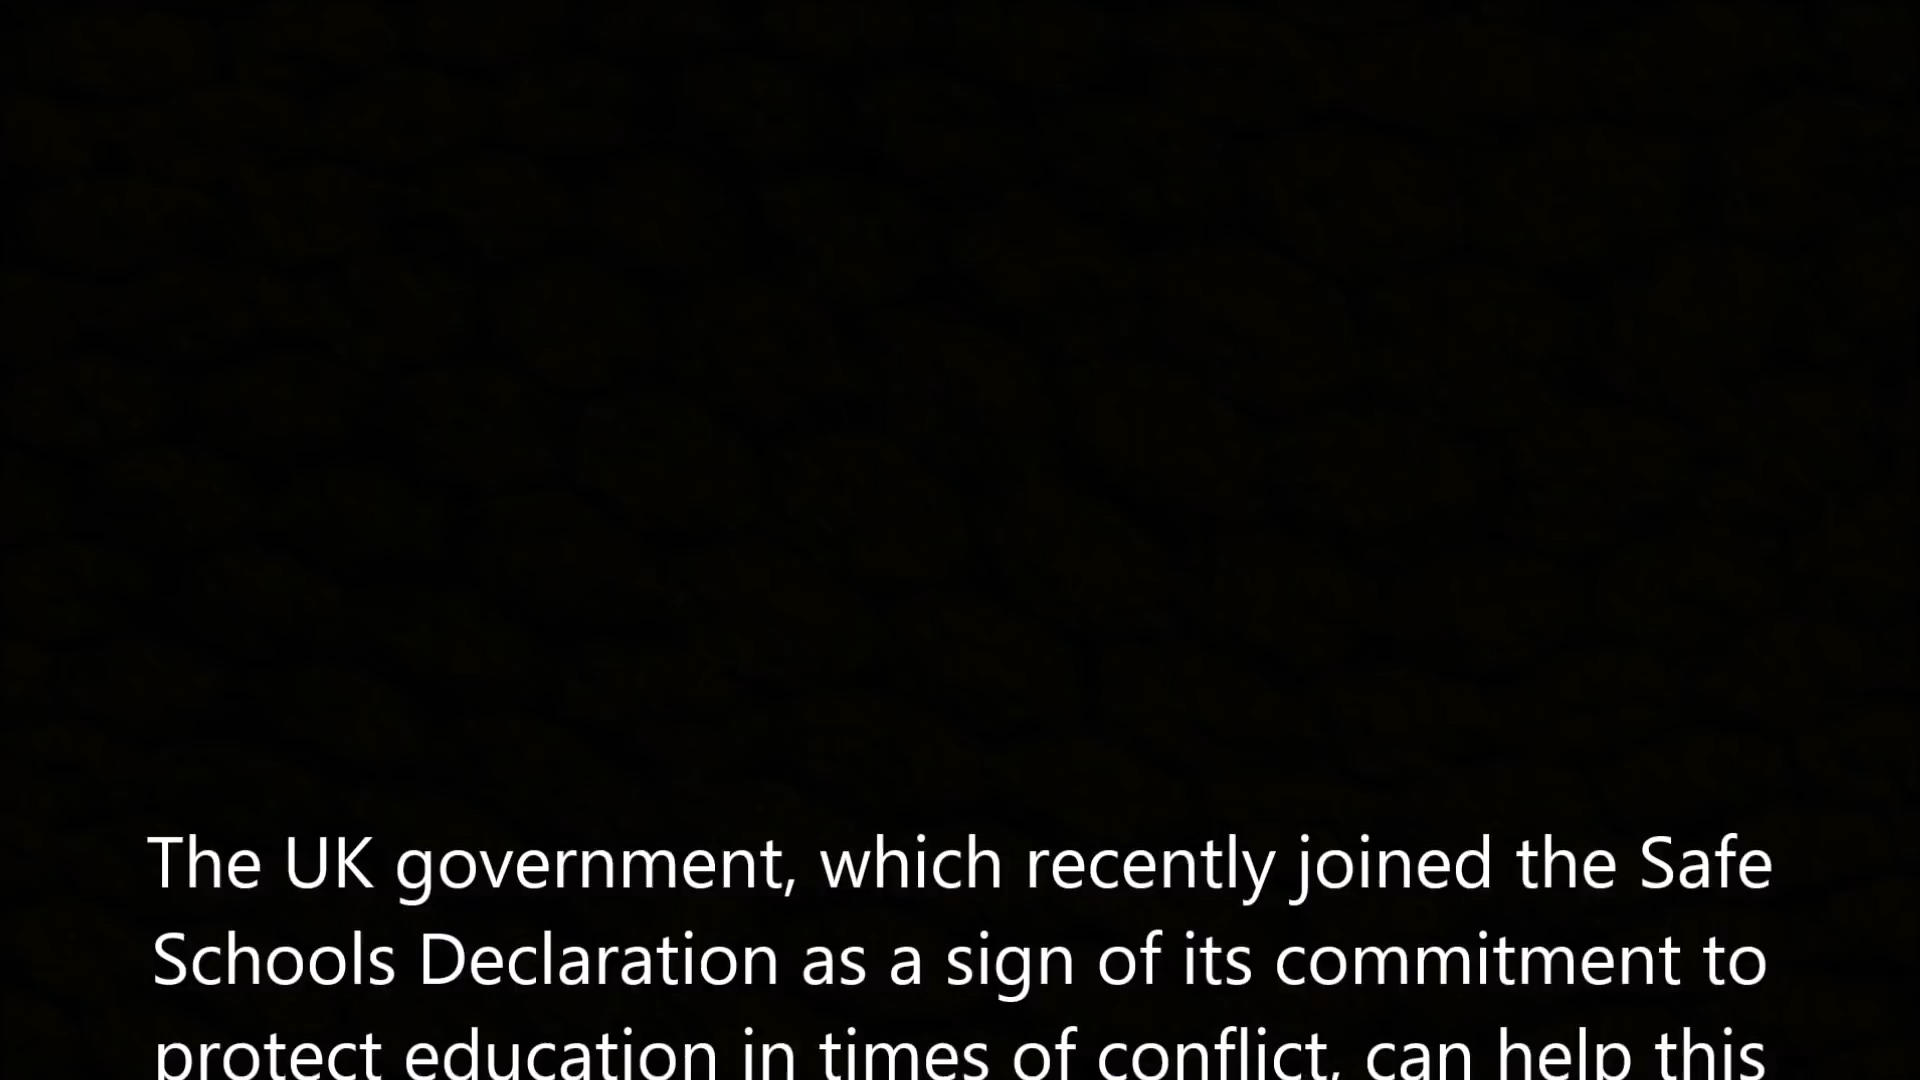 The UK government, which recently joined the Safe
Schools Declaration as a sign of its commitment to
protect education in times of conflict, can help this